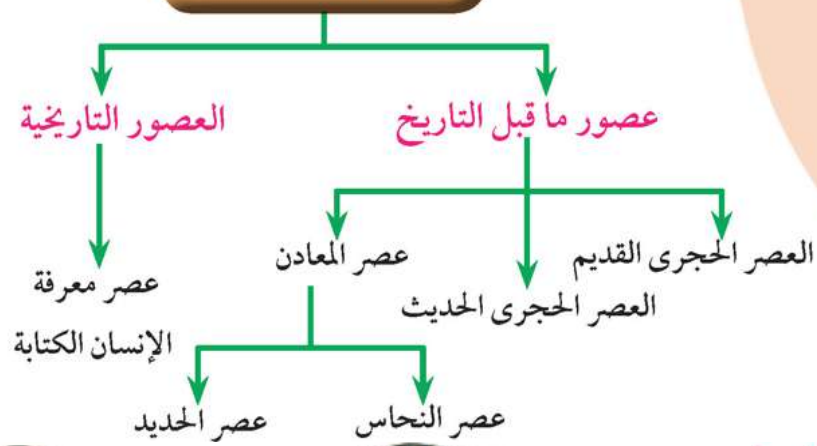 عصور ما قبل التاريخ
العصور التاريخية
العصر الحجرى القديم
العصر الحجرى الحديث
عصر المعادن
عصر معرفة
الإنسان الكتابة
عصر النحاس
عصر الحديد